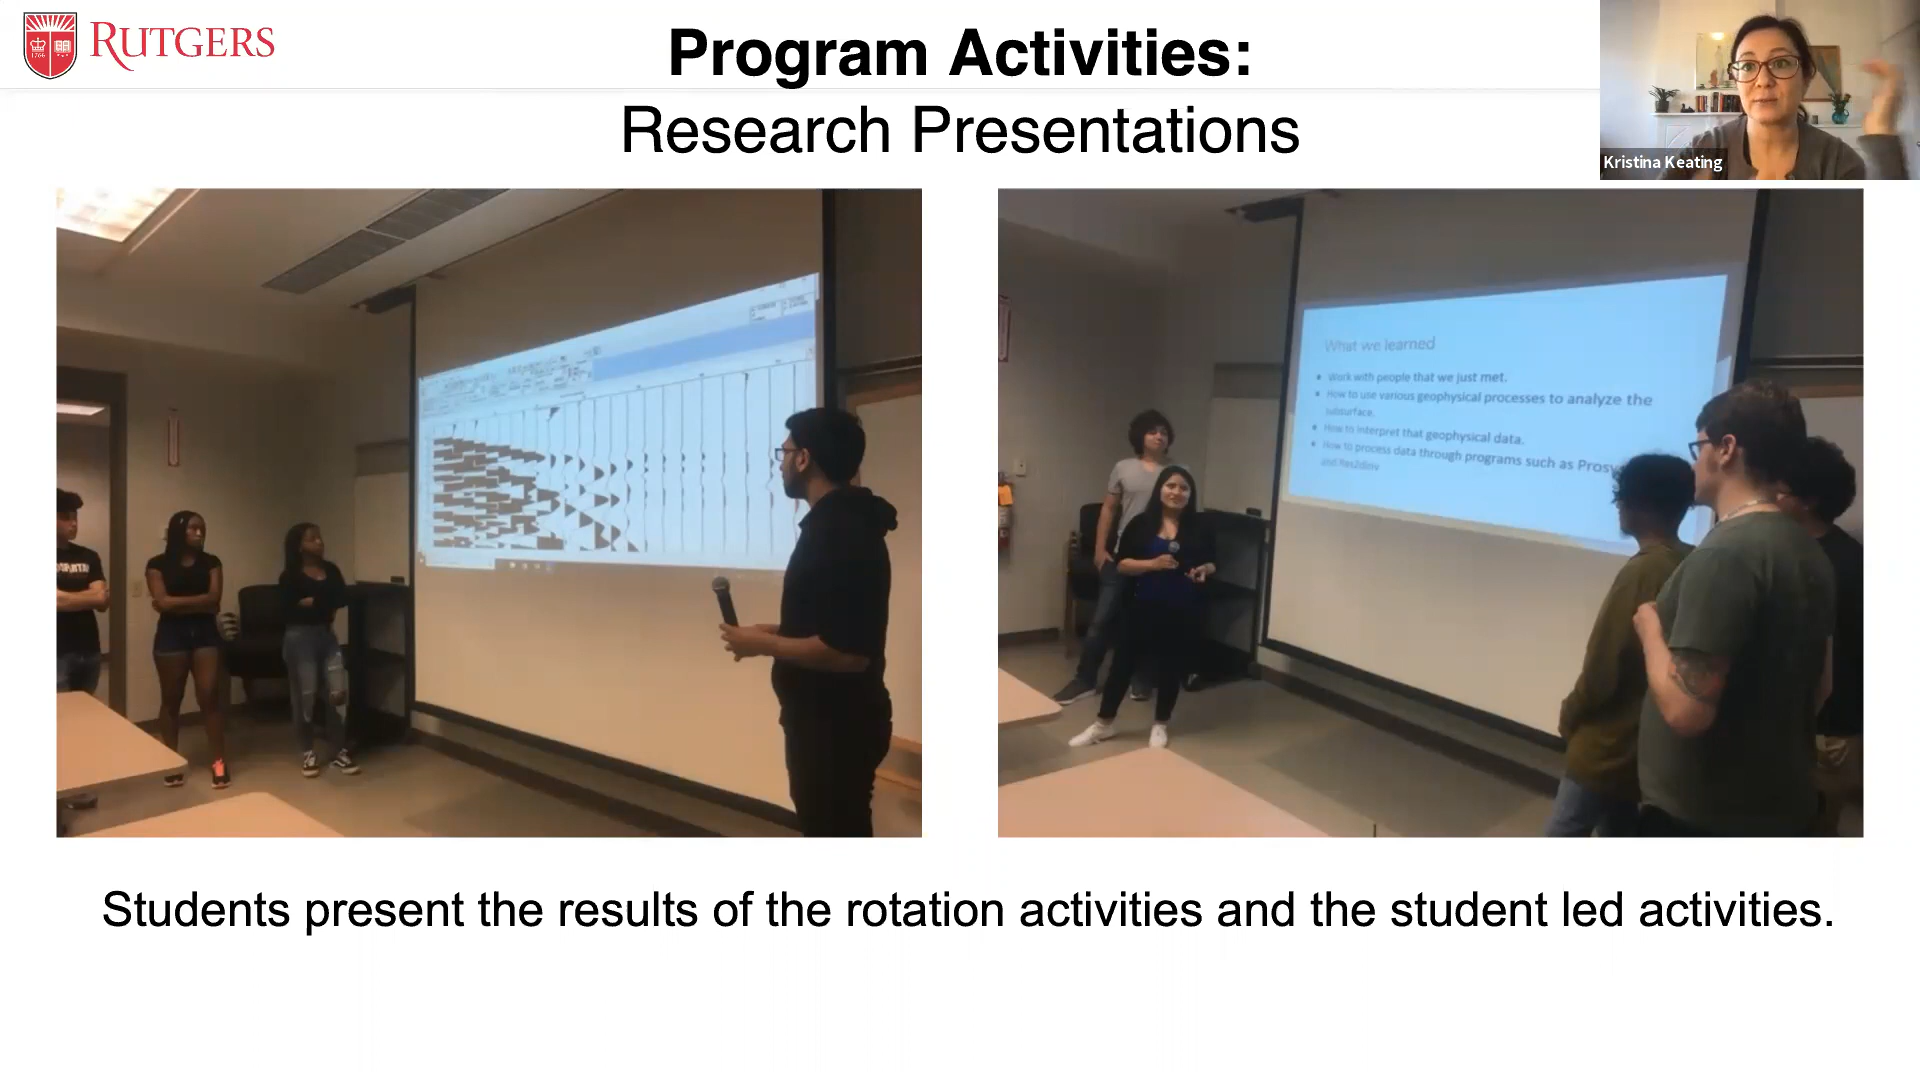 RUTGERS
1766
Program Activities:
Research Presentations
Kristina Keating
What we learned
Work with people that we just met.
How to use various geophysical processes to analyze the
subsurface.
How to interpret that geophysical data.
How to process data through programs such as
and
Students present the results of the rotation activities and the student led activities.